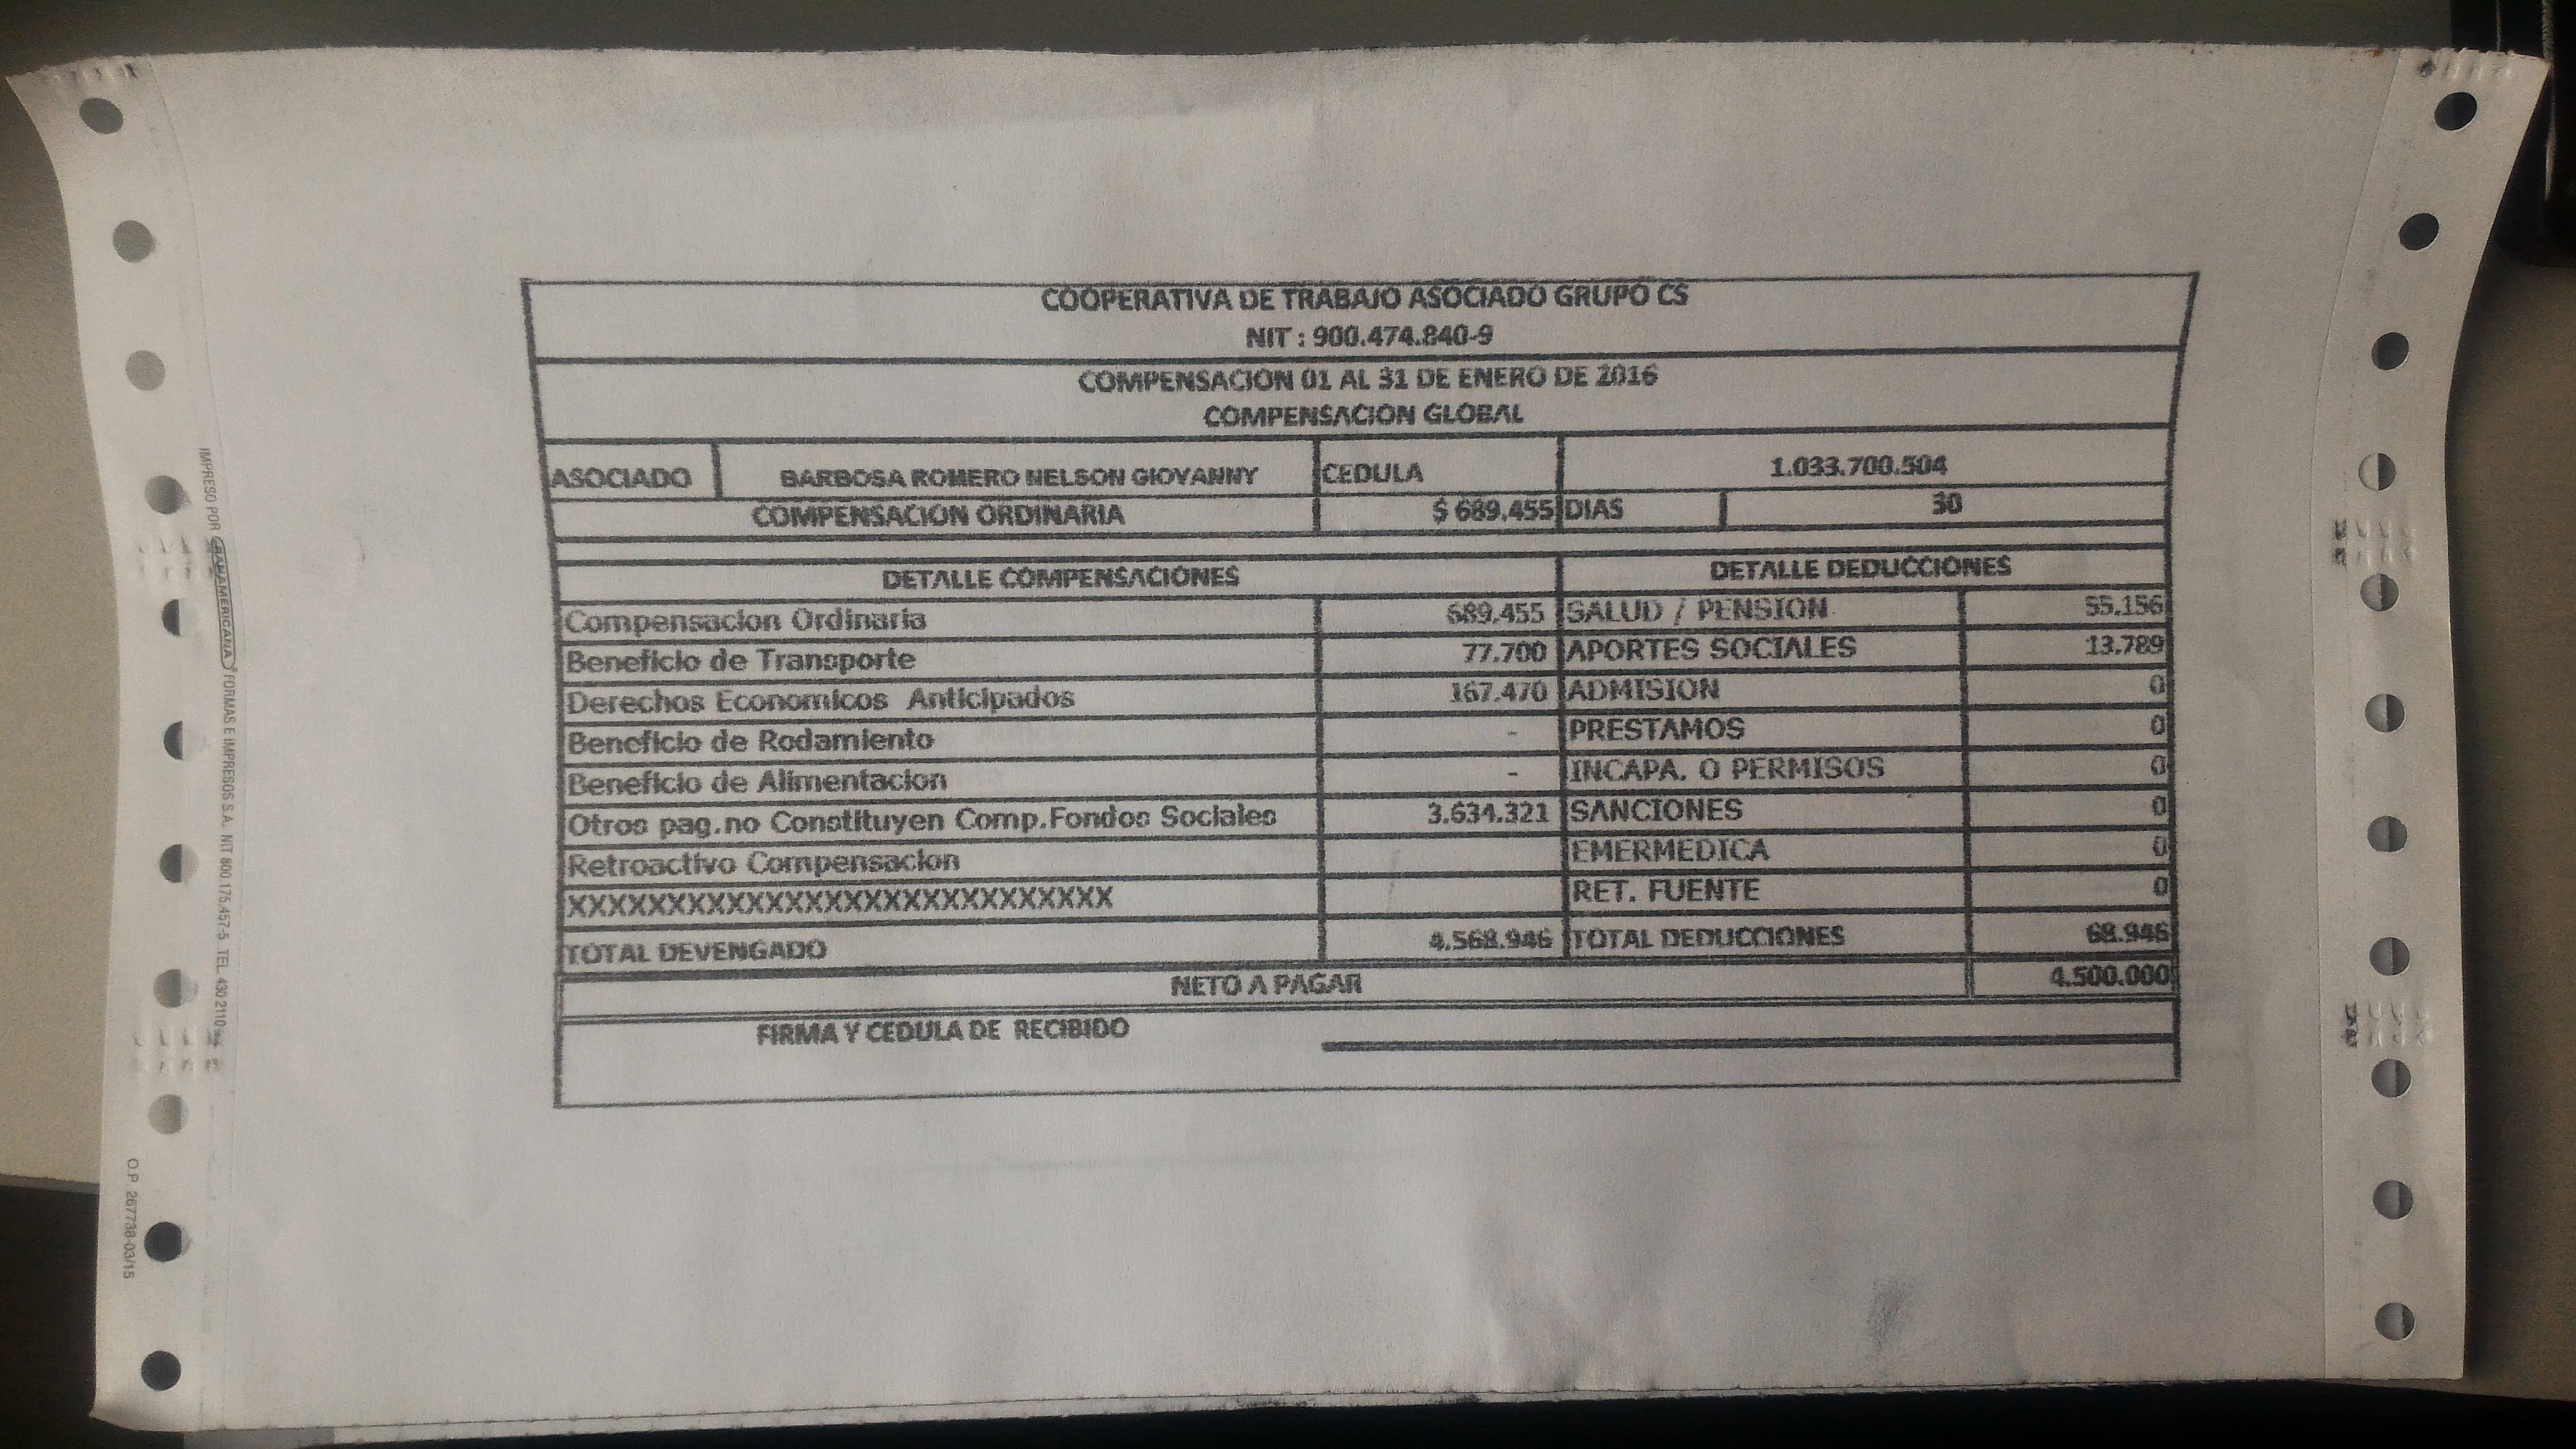 COOPERATIVA DE TRABAJO ASOCIADO GRUPO CS
NIT : 900.474.840-9
COMPENSACION 01 AL 31 DE ENERO DE 2016
COMPENSACION GLOBAL
ASOCIADO BARBOSA ROMERO NELSON GIOVANNY CEDULA 1.033.700.504
COMPENSACION ORDINARIA $ 689.455 DIAS 30
DETALLE COMPENSACIONES DETALLE DEDUCCIONES
Compensacion Ordinaria 689.455 SALUD / PENSION 55.156
Beneficio de Transporte 77.700 APORTES SOCIALES 13.789
Derechos Economicos Anticipados 167.470 ADMISION 0
Beneficio de Rodamiento - PRESTAMOS 0
Beneficio de Alimentacion - INCAPA. O PERMISOS 0
Otros pag.no Constituyen Comp.Fondos Sociales 3.634.321 SANCIONES 0
Retroactivo Compensacion EMERMEDICA 0
XXXXXXXXXXXXXXXXXXXXXXXXXXXXXXXXX RET. FUENTE 0
TOTAL DEVENGADO 4.568.946 TOTAL DEDUCCIONES 68.946
NETO A PAGAR 4.500.000
FIRMA Y CEDULA DE RECIBIDO
IMPRESO POR PANAMERICANA FORMAS E IMPRESOS S.A. NIT 800.175.457-5 TEL. 430 2110
O.P. 267738-03/15